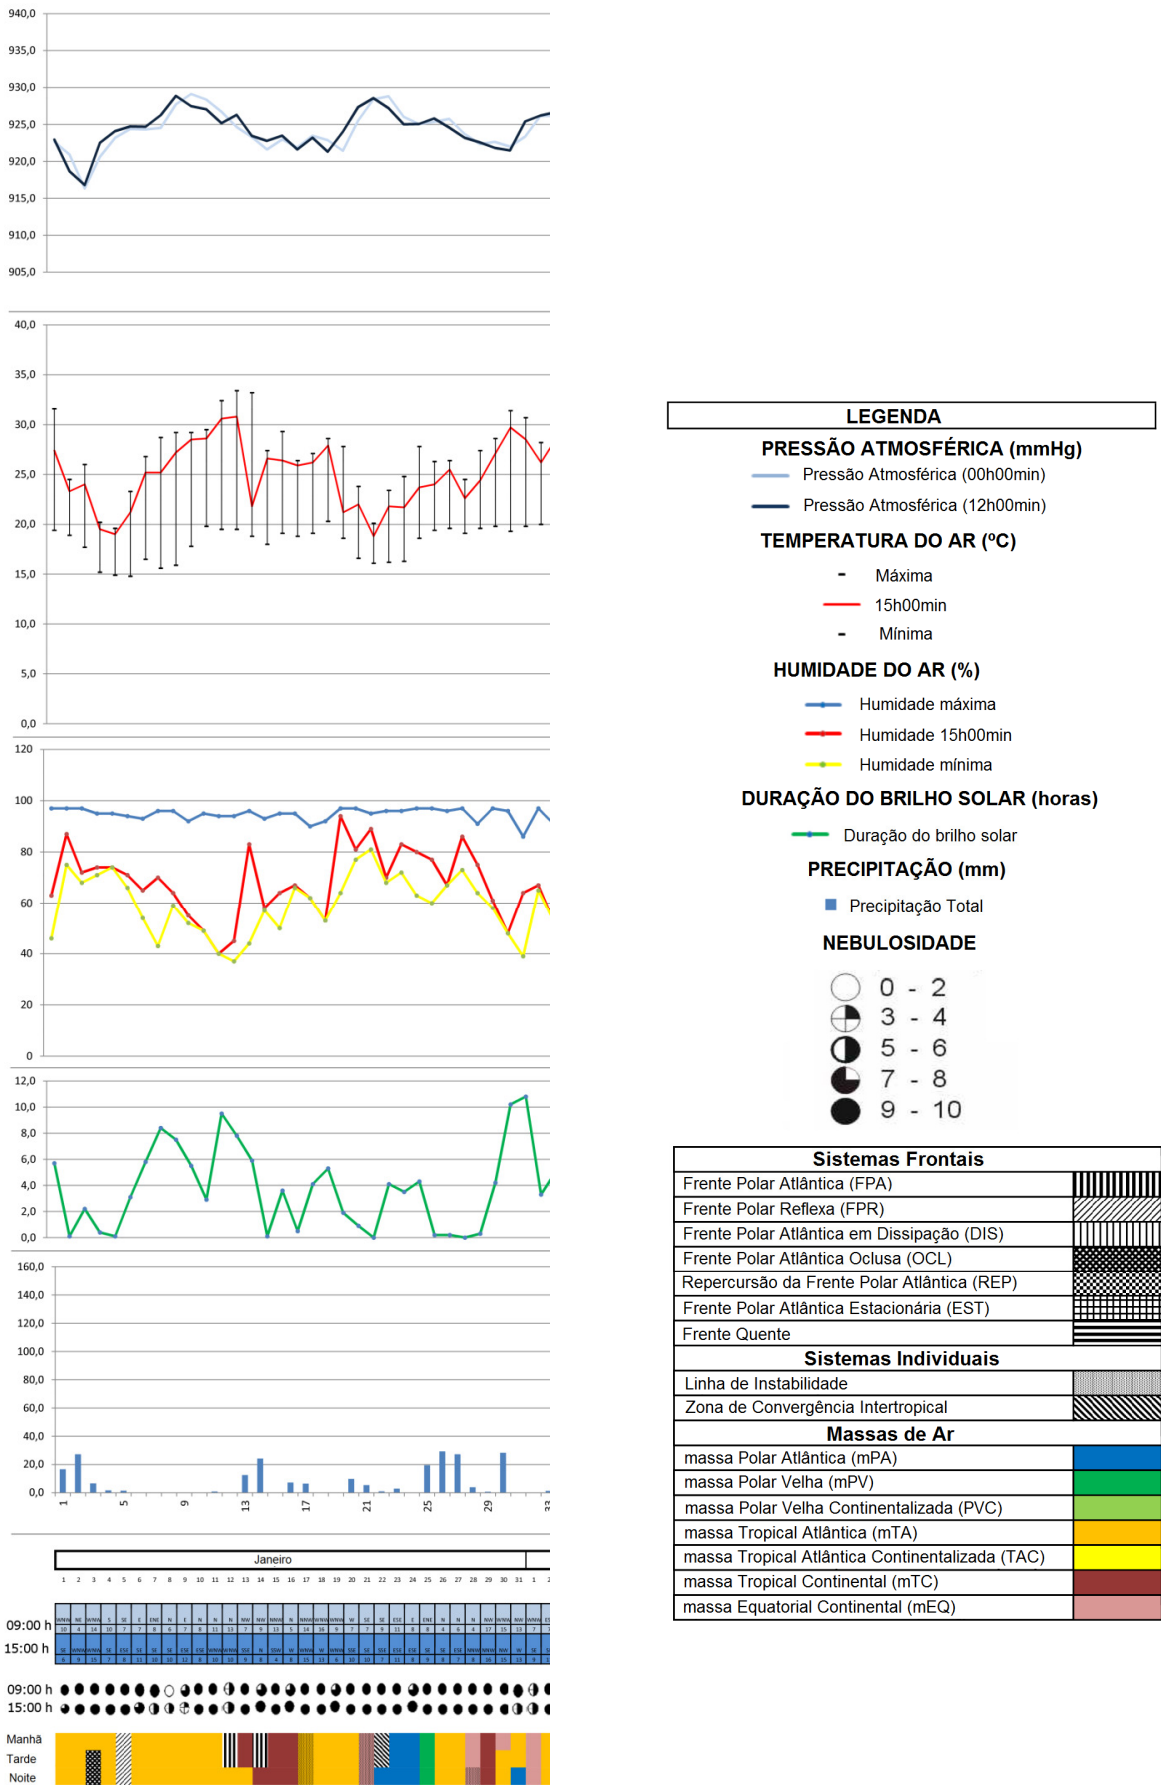 940,0
935,0
930,0
925,0
920,0
915,0
910,0
905,0
40,0
35,0
30,0
25,0
20,0
15,0
10,0
5,0
0,0
120
100
80
60
40
20
0
12,0
10,0
8,0
6,0
4,0
2,0
0,0
160,0
140,0
120,0
100,0
80,0
60,0
40,0
20,0
0,0
1 5 9 13 17 21 25 29 33
Janeiro
1 2 3 4 5 6 7 8 9 10 11 12 13 14 15 16 17 18 19 20 21 22 23 24 25 26 27 28 29 30 31 1 2
09:00 h
15:00 h
09:00 h
15:00 h
Manhã
Tarde
Noite
LEGENDA
PRESSÃO ATMOSFÉRICA (mmHg)
Pressão Atmosférica (00h00min)
Pressão Atmosférica (12h00min)
TEMPERATURA DO AR (ºC)
Máxima
15h00min
Mínima
HUMIDADE DO AR (%)
Humidade máxima
Humidade 15h00min
Humidade mínima
DURAÇÃO DO BRILHO SOLAR (horas)
Duração do brilho solar
PRECIPITAÇÃO (mm)
Precipitação Total
NEBULOSIDADE
0 - 2
3 - 4
5 - 6
7 - 8
9 - 10
Sistemas Frontais
Frente Polar Atlântica (FPA)
Frente Polar Reflexa (FPR)
Frente Polar Atlântica em Dissipação (DIS)
Frente Polar Atlântica Oclusa (OCL)
Repercursão da Frente Polar Atlântica (REP)
Frente Polar Atlântica Estacionária (EST)
Frente Quente
Sistemas Individuais
Linha de Instabilidade
Zona de Convergência Intertropical
Massas de Ar
massa Polar Atlântica (mPA)
massa Polar Velha (mPV)
massa Polar Velha Continentalizada (PVC)
massa Tropical Atlântica (mTA)
massa Tropical Atlântica Continentalizada (TAC)
massa Tropical Continental (mTC)
massa Equatorial Continental (mEQ)